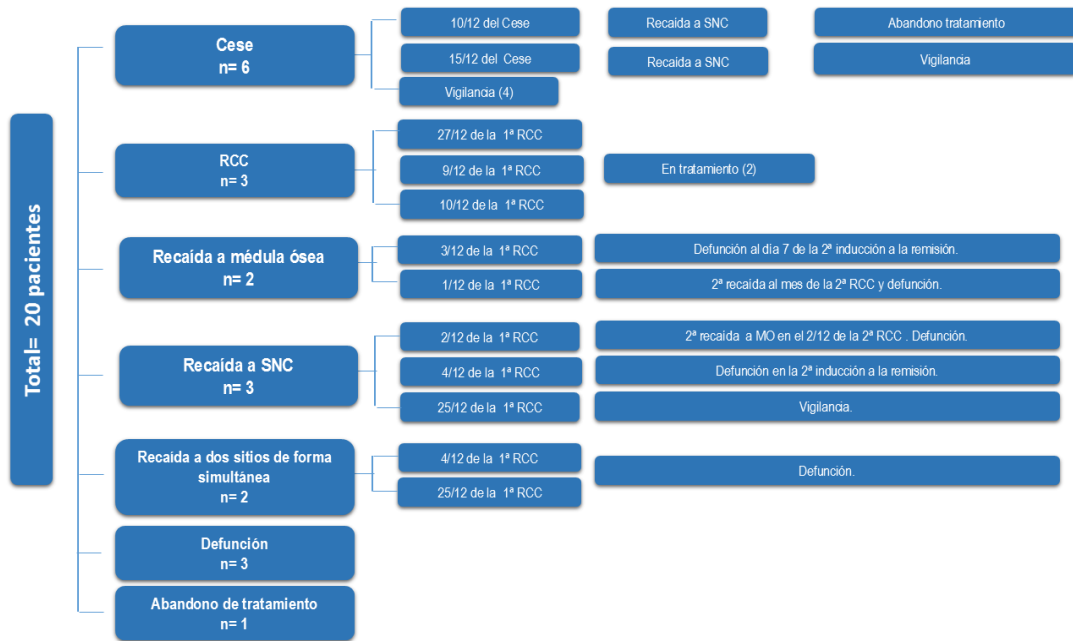 Total= 20 pacientes
Cese
n= 6
10/12 del Cese
Recaída a SNC
Abandono tratamiento
15/12 del Cese
Recaída a SNC
Vigilancia
Vigilancia (4)
RCC
n= 3
27/12 de la 1ª RCC
9/12 de la 1ª RCC
En tratamiento (2)
10/12 de la 1ª RCC
Recaída a médula ósea
n= 2
3/12 de la 1ª RCC
Defunción al día 7 de la 2ª inducción a la remisión.
1/12 de la 1ª RCC
2ª recaída al mes de la 2ª RCC y defunción.
Recaída a SNC
n= 3
2/12 de la 1ª RCC
2ª recaída a MO en el 2/12 de la 2ª RCC . Defunción.
4/12 de la 1ª RCC
Defunción en la 2ª inducción a la remisión.
25/12 de la 1ª RCC
Vigilancia.
Recaida a dos sitios de forma
simultánea
n= 2
4/12 de la 1ª RCC
Defunción.
25/12 de la 1ª RCC
Defunción
n= 3
Abandono de tratamiento
n= 1